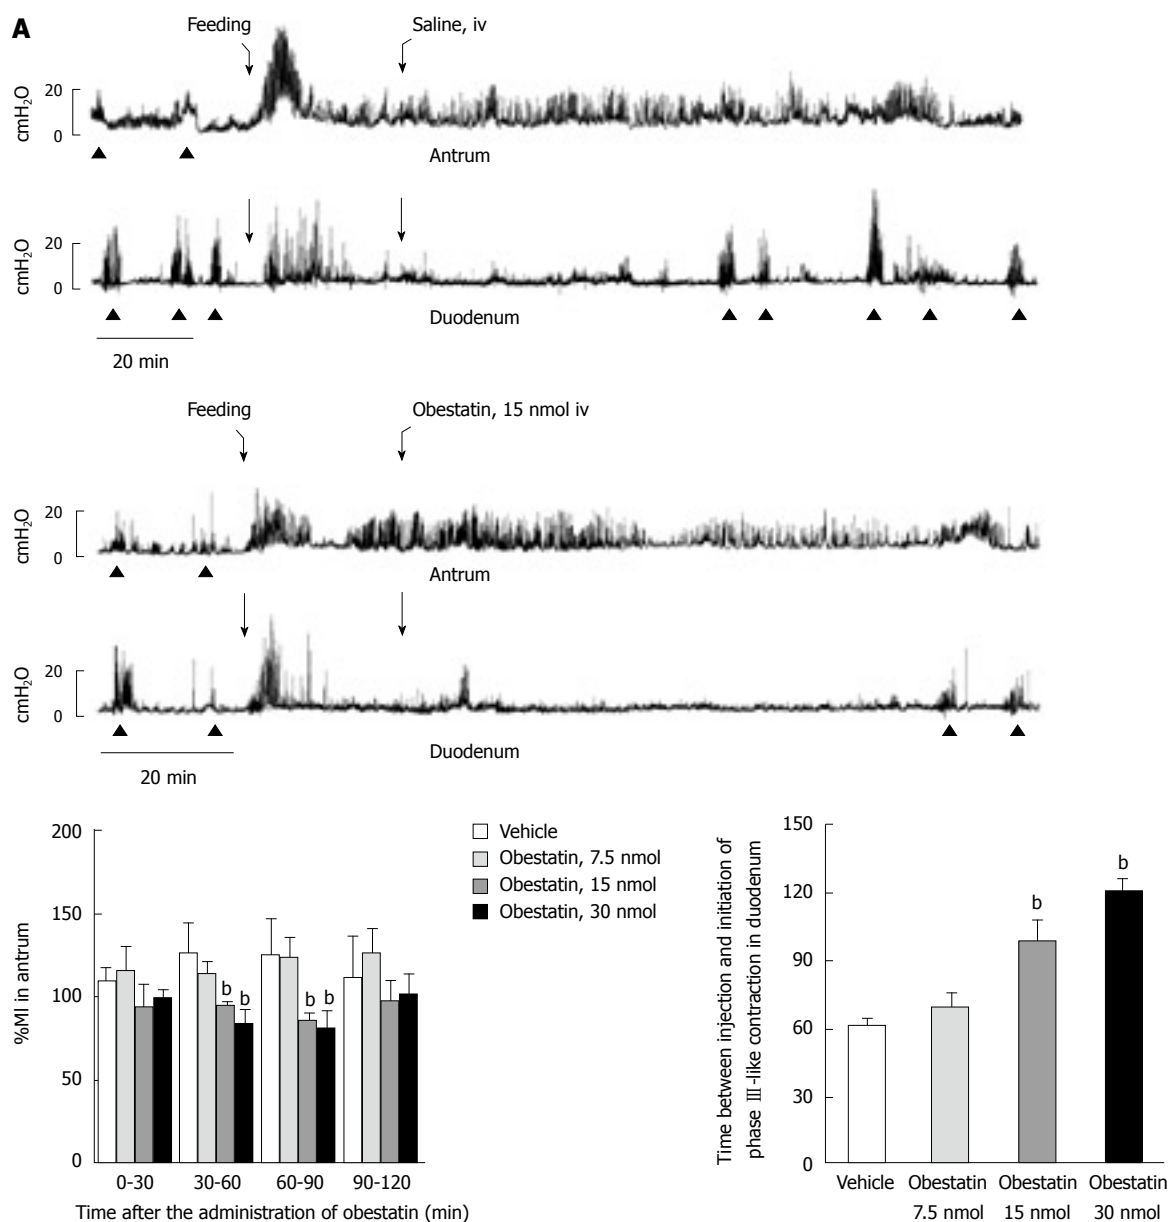 A
Feeding
Saline, iv
cmH₂O
20
0
Antrum
cmH₂O
20
0
Duodenum
20 min
Feeding
Obestatin, 15 nmol iv
cmH₂O
20
0
Antrum
cmH₂O
20
0
Duodenum
20 min
%MI in antrum
200
150
100
50
0
b
b
b
b
0-30
30-60
60-90
90-120
Time after the administration of obestatin (min)
Vehicle
Obestatin, 7.5 nmol
Obestatin, 15 nmol
Obestatin, 30 nmol
Time between injection and initiation of
phase Ⅲ-like contraction in duodenum
150
120
90
60
30
0
b
b
Vehicle
Obestatin
7.5 nmol
Obestatin
15 nmol
Obestatin
30 nmol